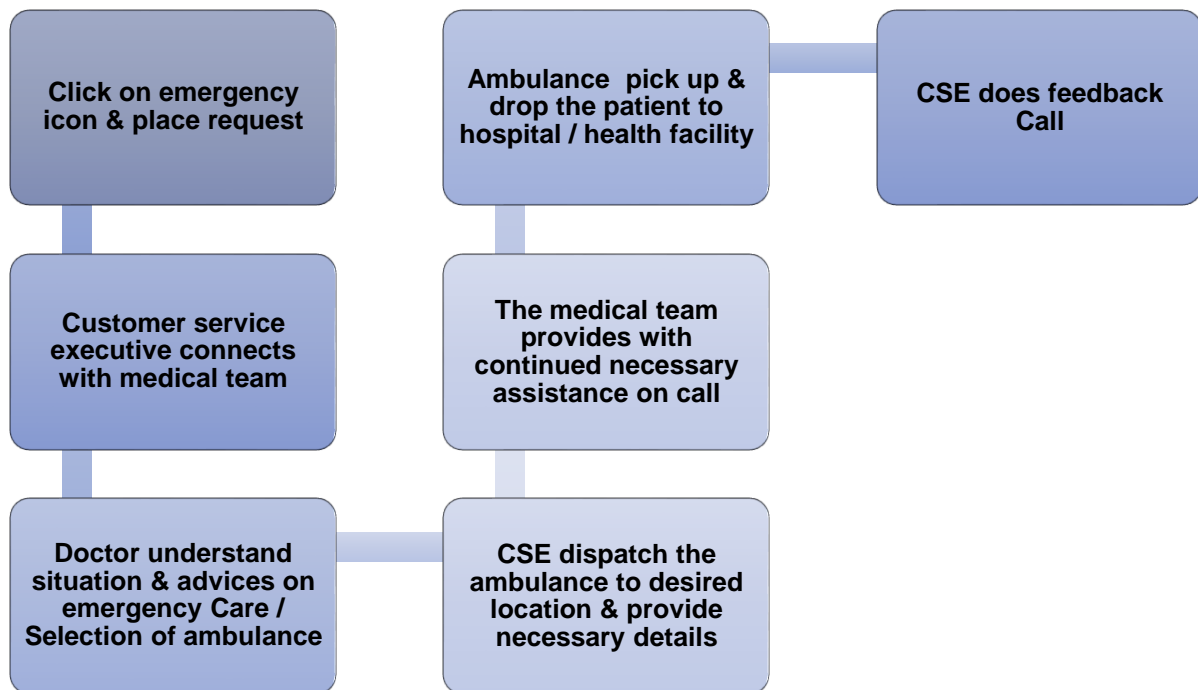 Click on emergency
icon & place request
Customer service
executive connects
with medical team
Doctor understand
situation & advices on
emergency Care /
Selection of ambulance
CSE dispatch the
ambulance to desired
location & provide
necessary details
The medical team
provides with
continued necessary
assistance on call
Ambulance  pick up &
drop the patient to
hospital / health facility
CSE does feedback
Call